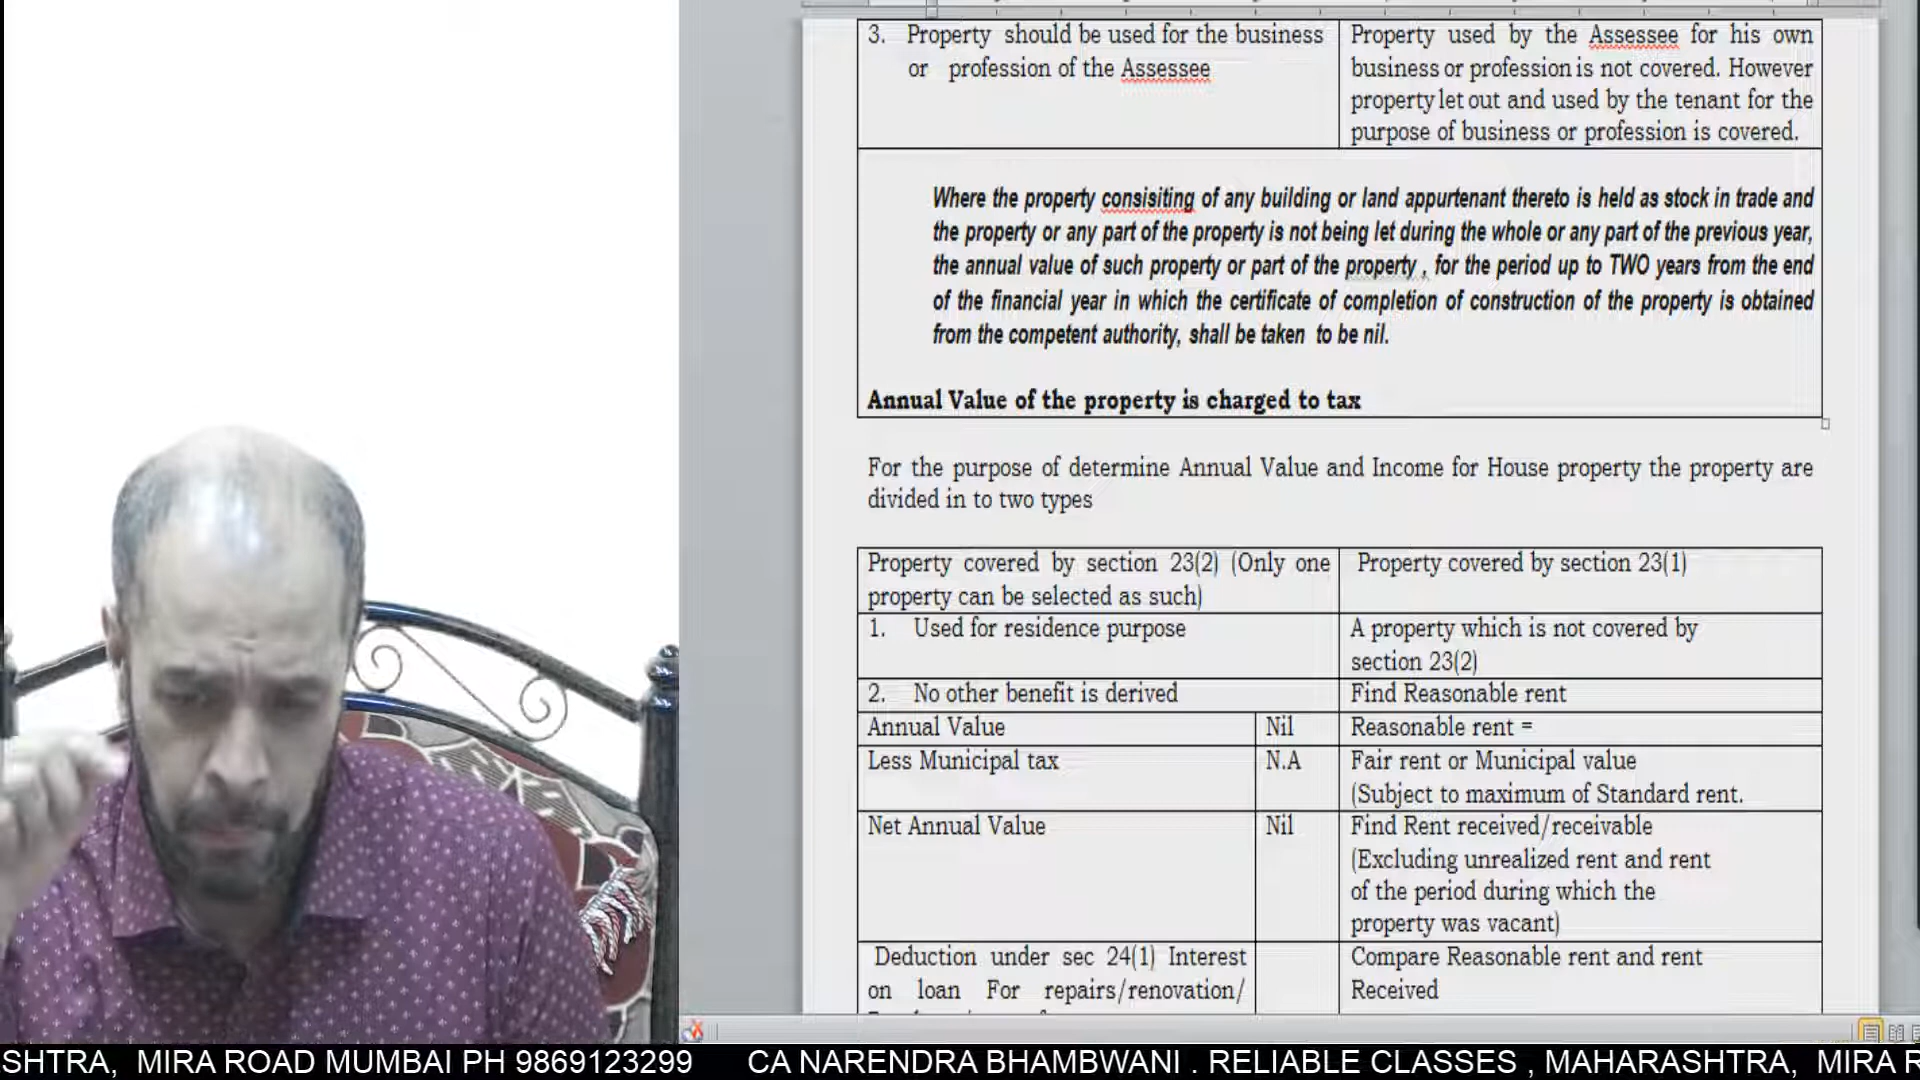 3. Property should be used for the business
or profession of the Assessee
Property used by the Assessee for his own
business or profession is not covered. However
property let out and used by the tenant for the
purpose of business or profession is covered.
Where the property consisiting of any building or land appurtenant thereto is held as stock in trade and
the property or any part of the property is not being let during the whole or any part of the previous year,
the annual value of such property or part of the property , for the period up to TWO years from the end
of the financial year in which the certificate of completion of construction of the property is obtained
from the competent authority, shall be taken to be nil.
Annual Value of the property is charged to tax
For the purpose of determine Annual Value and Income for House property the property are
divided in to two types
Property covered by section 23(2) (Only one
property can be selected as such)
Property covered by section 23(1)
1. Used for residence purpose
A property which is not covered by
section 23(2)
2. No other benefit is derived
Find Reasonable rent
Annual Value
Nil
Reasonable rent =
Less Municipal tax
N.A
Fair rent or Municipal value
(Subject to maximum of Standard rent.
Net Annual Value
Nil
Find Rent received/receivable
(Excluding unrealized rent and rent
of the period during which the
property was vacant)
Deduction under sec 24(1) Interest
on loan For repairs/renovation/
Compare Reasonable rent and rent
Received
SHTRA, MIRA ROAD MUMBAI PH 9869123299 CA NARENDRA BHAMBWANI . RELIABLE CLASSES , MAHARASHTRA, MIRA R